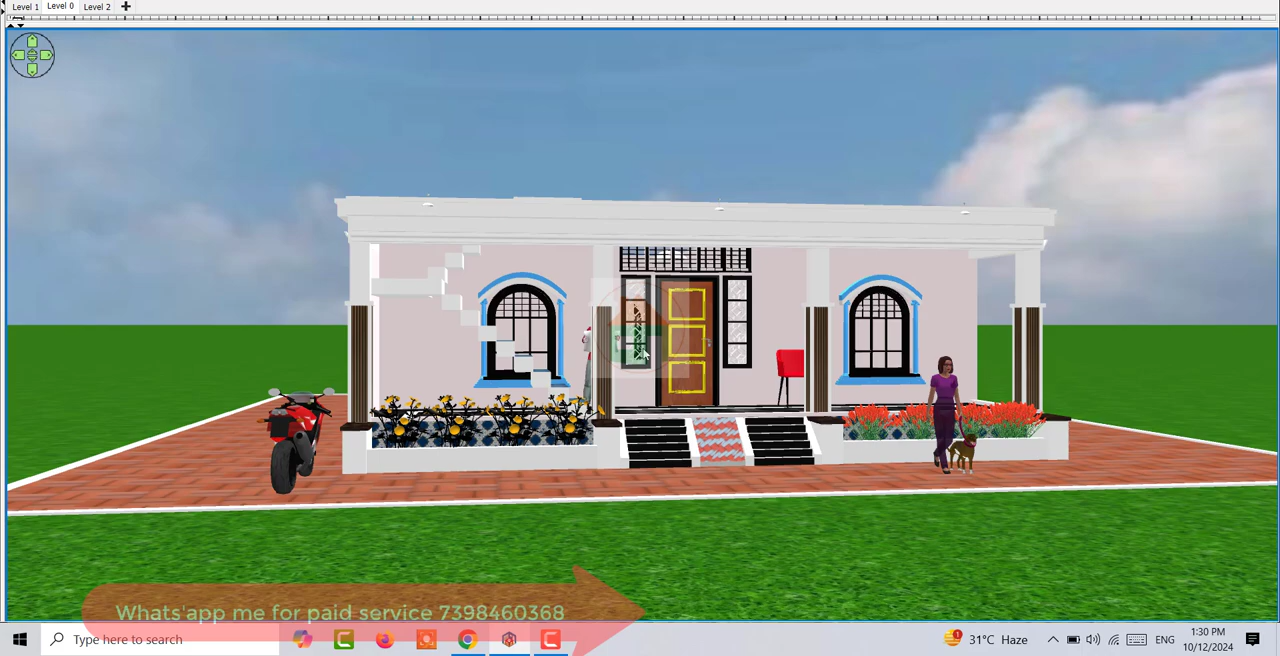 Level 1 Level 0 Level 2
Whats'app me for paid service 7398460368
Type here to search
31°C Haze
ENG
1:30 PM
10/12/2024